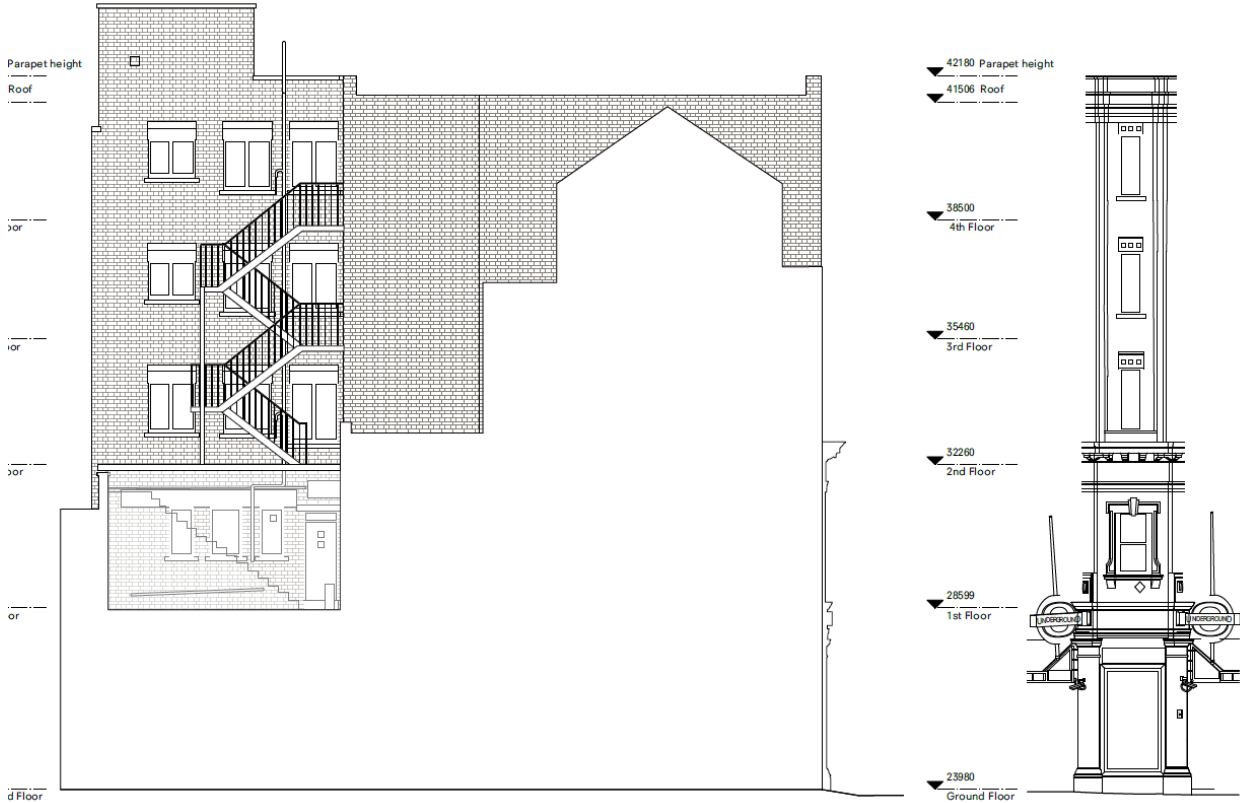 Parapet height
Roof
oor
oor
oor
oor
d Floor
42180 Parapet height
41506 Roof
38500
4th Floor
35460
3rd Floor
32260
2nd Floor
28599
1st Floor
23980
Ground Floor
UNDERGROUND
UNDERGROUND